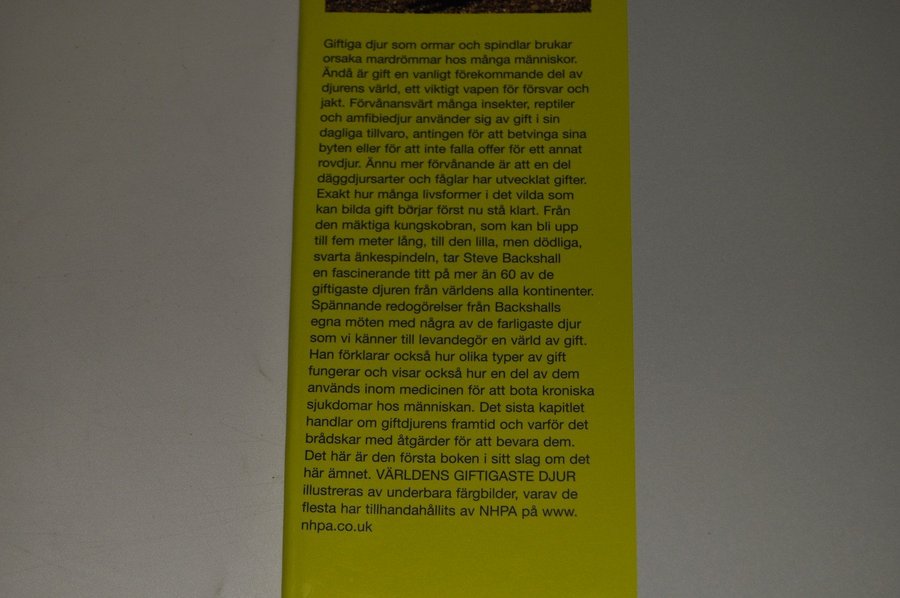 Giftiga djur som ormar och spindlar brukar
orsaka mardrömmar hos många människor.
Ändå är gift en vanligt förekommande del av
djurens värld, ett viktigt vapen för försvar och
jakt. Förvånansvärt många insekter, reptiler
och amfibiedjur använder sig av gift i sin
dagliga tillvaro, antingen för att betvinga sina
byten eller för att inte falla offer för ett annat
rovdjur. Ännu mer förvånande är att en del
däggdjursarter och fåglar har utvecklat gifter.
Exakt hur många livsformer i det vilda som
kan bilda gift börjar först nu stå klart. Från
den mäktiga kungskobran, som kan bli upp
till fem meter lång, till den lilla, men dödliga,
svarta änkespindeln, tar Steve Backshall
en fascinerande titt på mer än 60 av de
giftigaste djuren från världens alla kontinenter.
Spännande redogörelser från Backshalls
egna möten med några av de farligaste djur
som vi känner till levandegör en värld av gift.
Han förklarar också hur olika typer av gift
fungerar och visar också hur en del av dem
används inom medicinen för att bota kroniska
sjukdomar hos människan. Det sista kapitlet
handlar om giftdjurens framtid och varför det
brådskar med åtgärder för att bevara dem.
Det här är den första boken i sitt slag om det
här ämnet. VÄRLDENS GIFTIGASTE DJUR
illustreras av underbara färgbilder, varav de
flesta har tillhandahållits av NHPA på www.
nhpa.co.uk